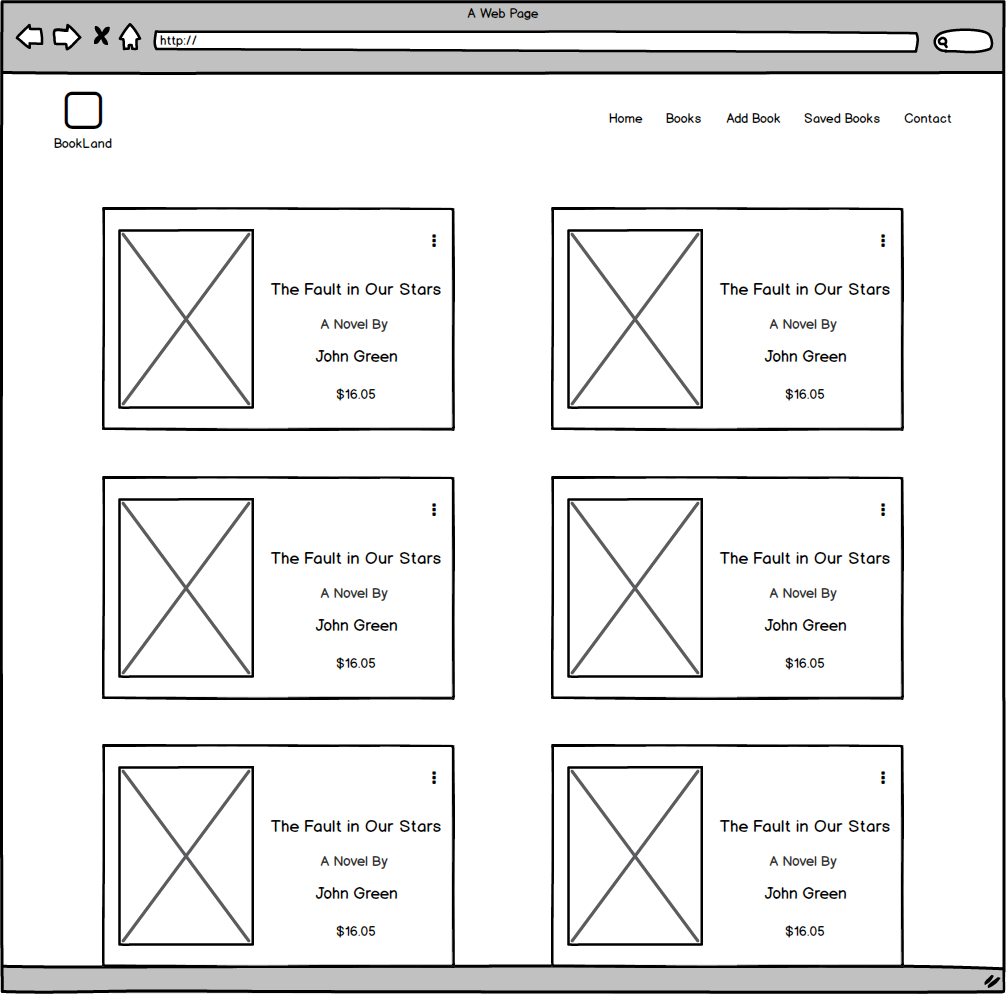 A Web Page
http://
BookLand
Home Books Add Book Saved Books Contact
The Fault in Our Stars
A Novel By
John Green
$16.05
The Fault in Our Stars
A Novel By
John Green
$16.05
The Fault in Our Stars
A Novel By
John Green
$16.05
The Fault in Our Stars
A Novel By
John Green
$16.05
The Fault in Our Stars
A Novel By
John Green
$16.05
The Fault in Our Stars
A Novel By
John Green
$16.05